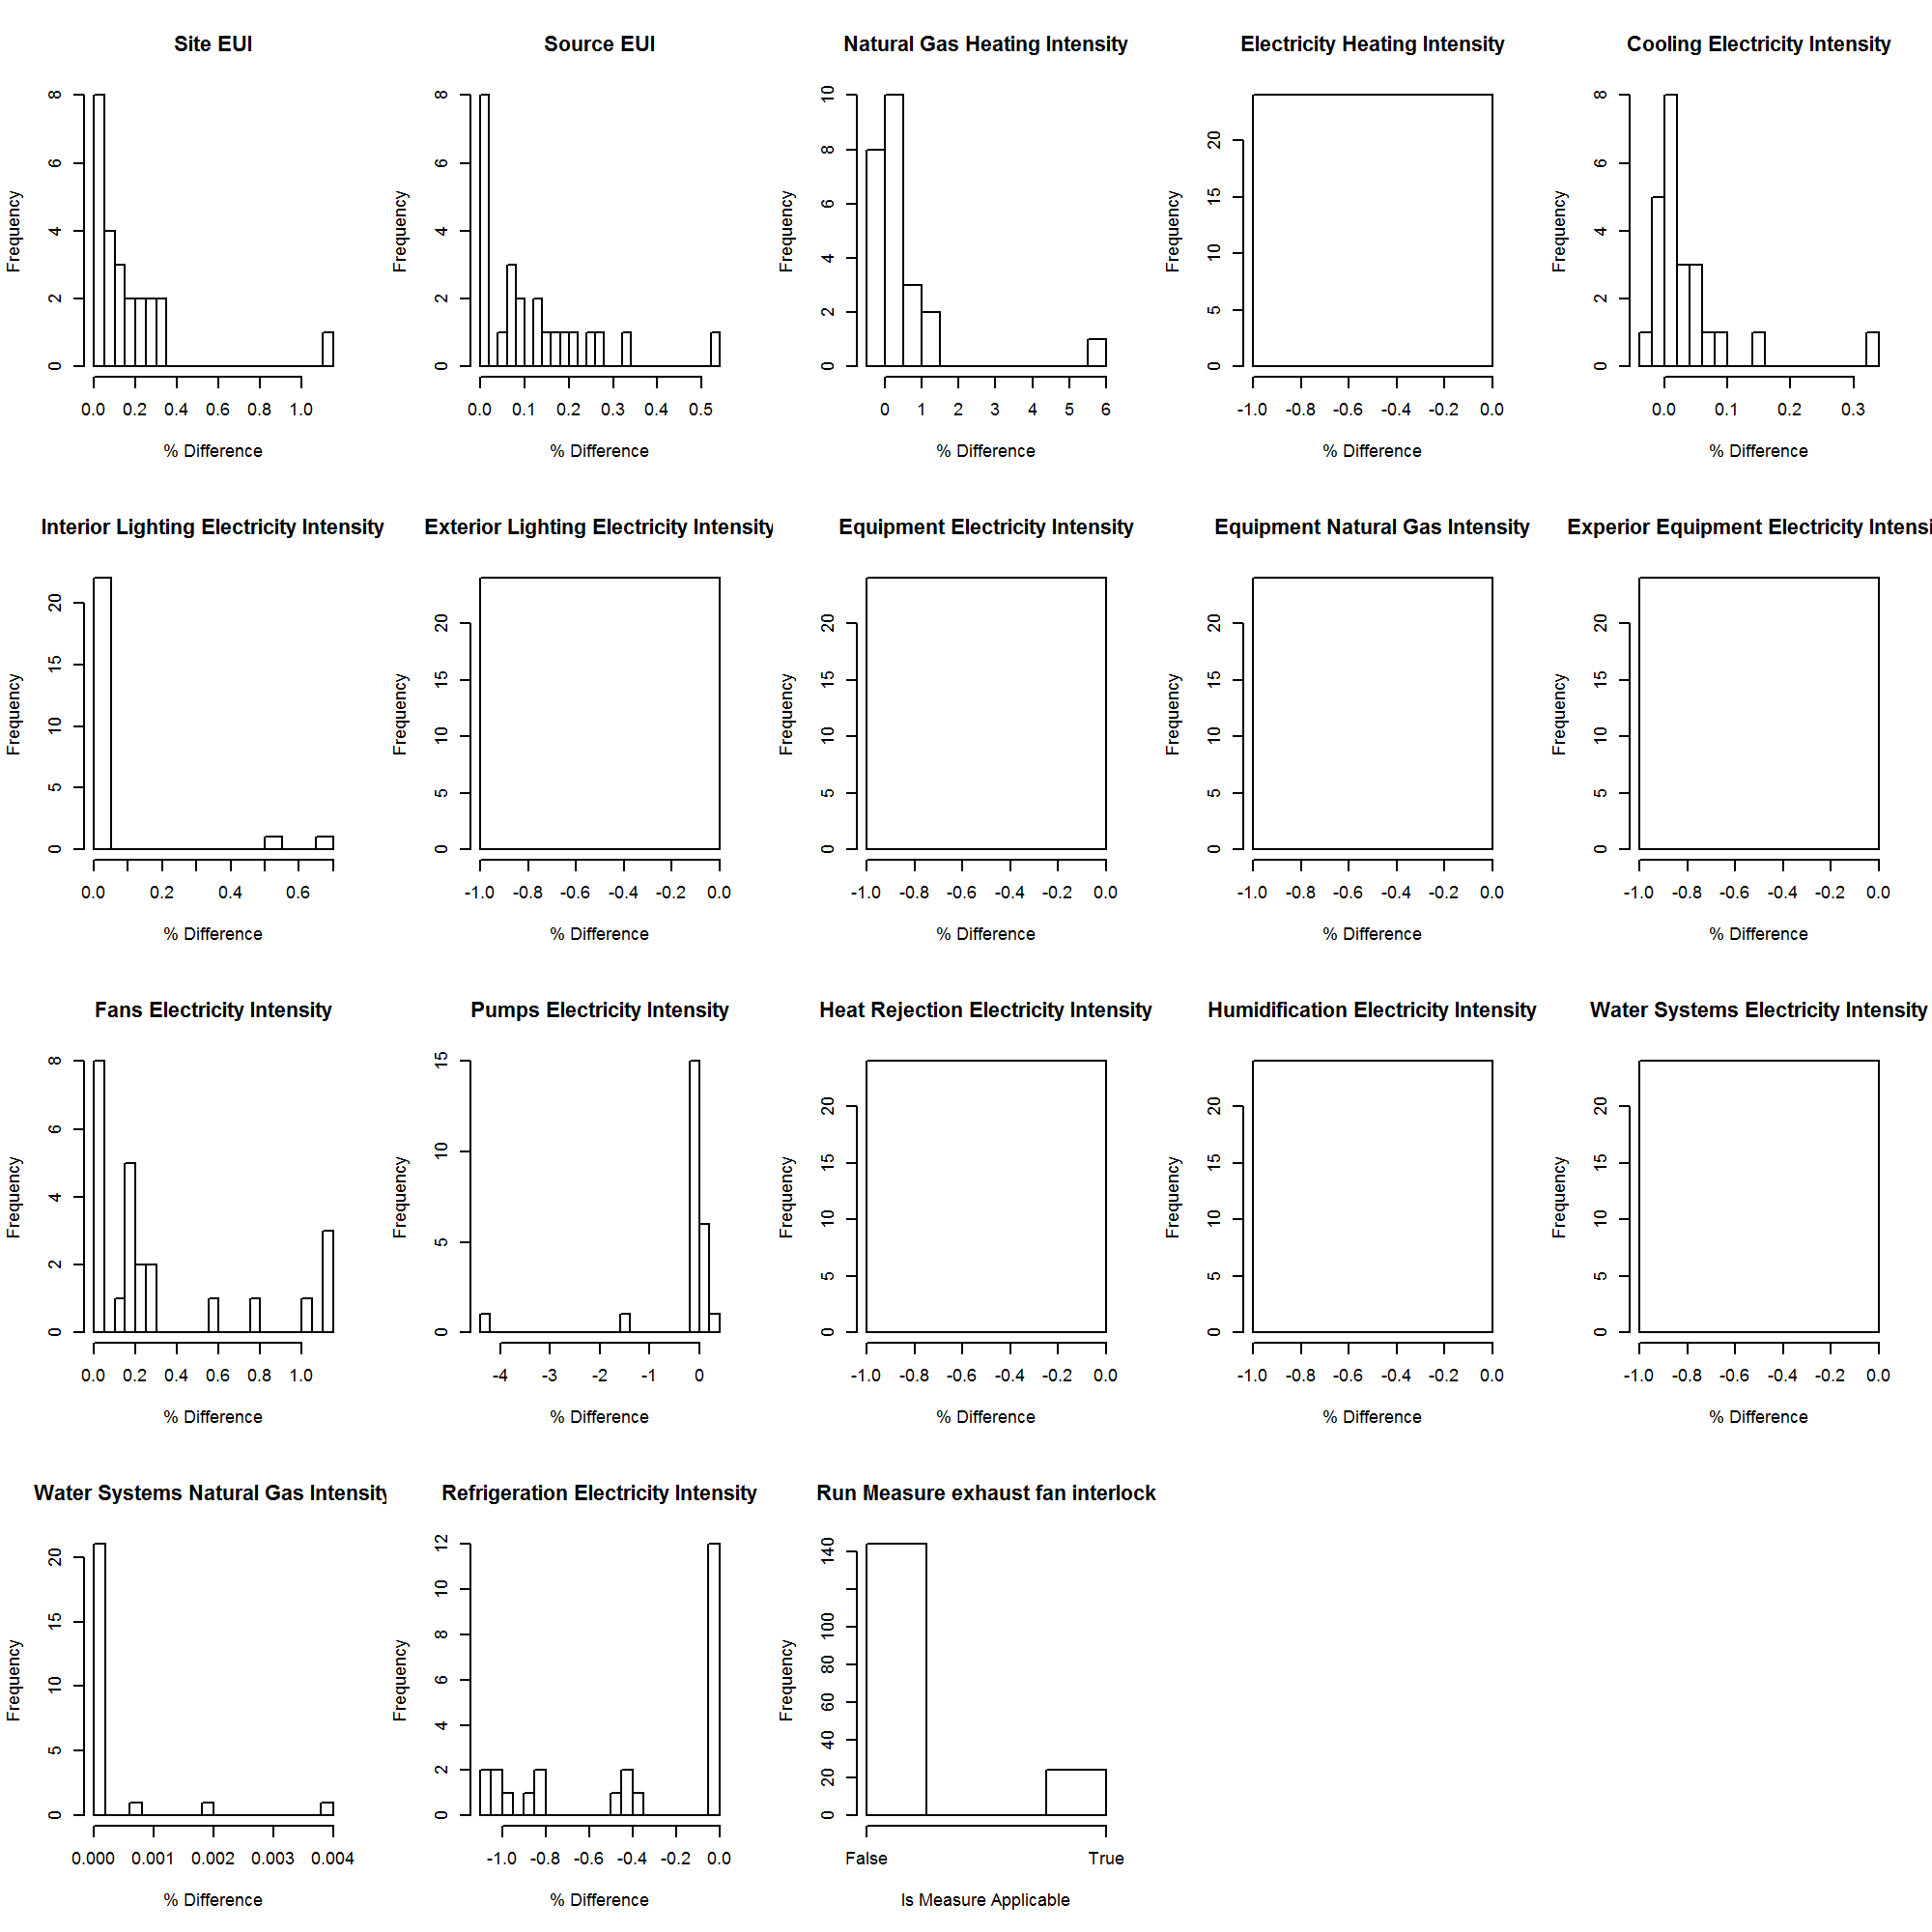 Site EUI
Frequency
0 2 4 6 8
0.0 0.2 0.4 0.6 0.8 1.0
% Difference
Source EUI
Frequency
0 2 4 6 8
0.0 0.1 0.2 0.3 0.4 0.5
% Difference
Natural Gas Heating Intensity
Frequency
0 2 4 6 8 10
0 1 2 3 4 5 6
% Difference
Electricity Heating Intensity
Frequency
0 5 10 15 20
-1.0 -0.8 -0.6 -0.4 -0.2 0.0
% Difference
Cooling Electricity Intensity
Frequency
0 2 4 6 8
0.0 0.1 0.2 0.3
% Difference
Interior Lighting Electricity Intensity
Frequency
0 5 10 15 20
0.0 0.2 0.4 0.6
% Difference
Exterior Lighting Electricity Intensity
Frequency
0 5 10 15 20
-1.0 -0.8 -0.6 -0.4 -0.2 0.0
% Difference
Equipment Electricity Intensity
Frequency
0 5 10 15 20
-1.0 -0.8 -0.6 -0.4 -0.2 0.0
% Difference
Equipment Natural Gas Intensity
Frequency
0 5 10 15 20
-1.0 -0.8 -0.6 -0.4 -0.2 0.0
% Difference
Experior Equipment Electricity Intensi
Frequency
0 5 10 15 20
-1.0 -0.8 -0.6 -0.4 -0.2 0.0
% Difference
Fans Electricity Intensity
Frequency
0 2 4 6 8
0.0 0.2 0.4 0.6 0.8 1.0
% Difference
Pumps Electricity Intensity
Frequency
0 5 10 15
-4 -3 -2 -1 0
% Difference
Heat Rejection Electricity Intensity
Frequency
0 5 10 15 20
-1.0 -0.8 -0.6 -0.4 -0.2 0.0
% Difference
Humidification Electricity Intensity
Frequency
0 5 10 15 20
-1.0 -0.8 -0.6 -0.4 -0.2 0.0
% Difference
Water Systems Electricity Intensity
Frequency
0 5 10 15 20
-1.0 -0.8 -0.6 -0.4 -0.2 0.0
% Difference
Water Systems Natural Gas Intensity
Frequency
0 5 10 15 20
0.000 0.001 0.002 0.003 0.004
% Difference
Refrigeration Electricity Intensity
Frequency
0 2 4 6 8 10 12
-1.0 -0.8 -0.6 -0.4 -0.2 0.0
% Difference
Run Measure exhaust fan interlock
Frequency
0 20 40 60 80 100 140
False True
Is Measure Applicable